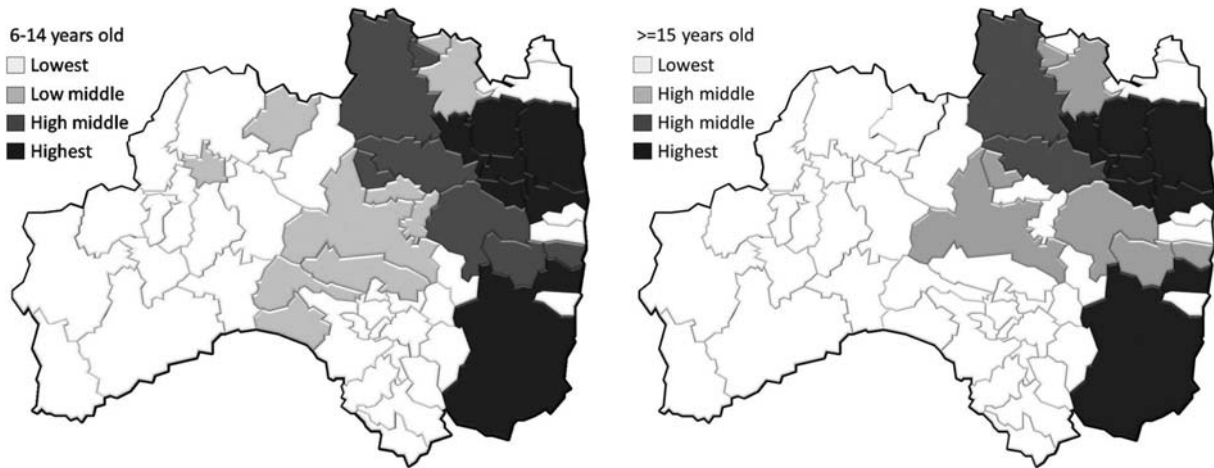 6-14 years old
Lowest
Low middle
High middle
Highest
>=15 years old
Lowest
High middle
High middle
Highest